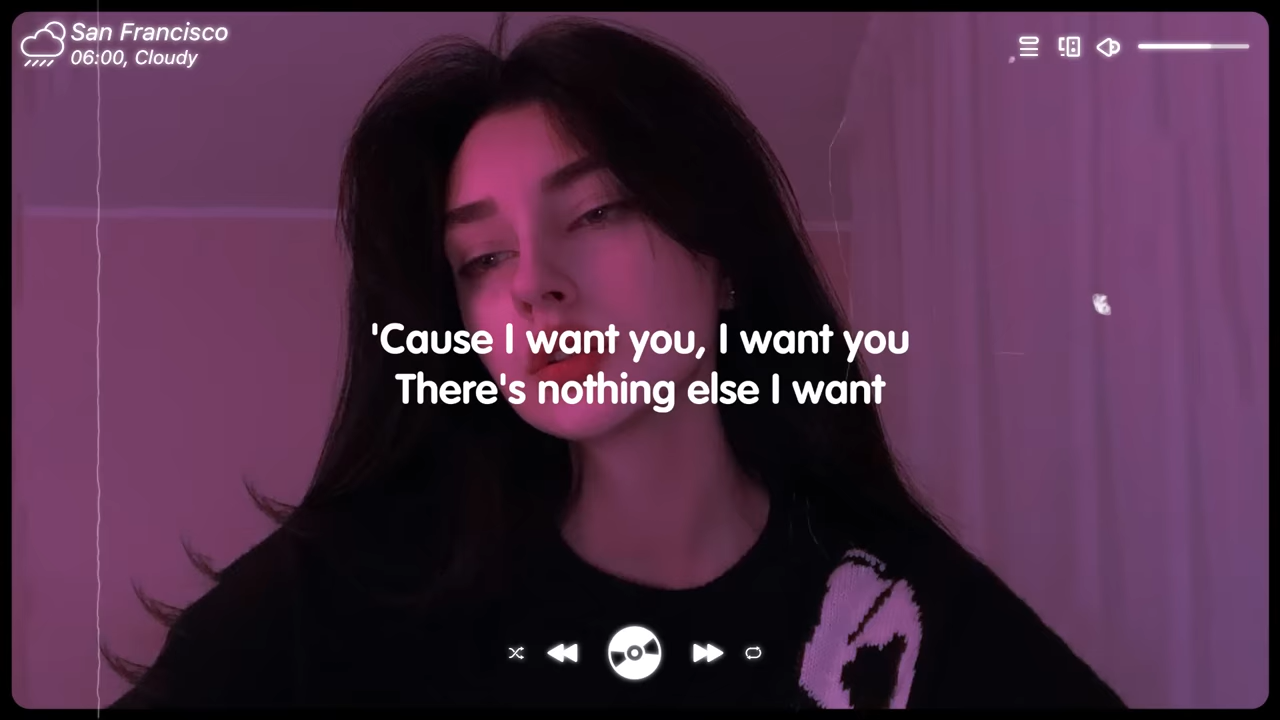 San Francisco
06:00, Cloudy
'Cause I want you, I want you
There's nothing else I want